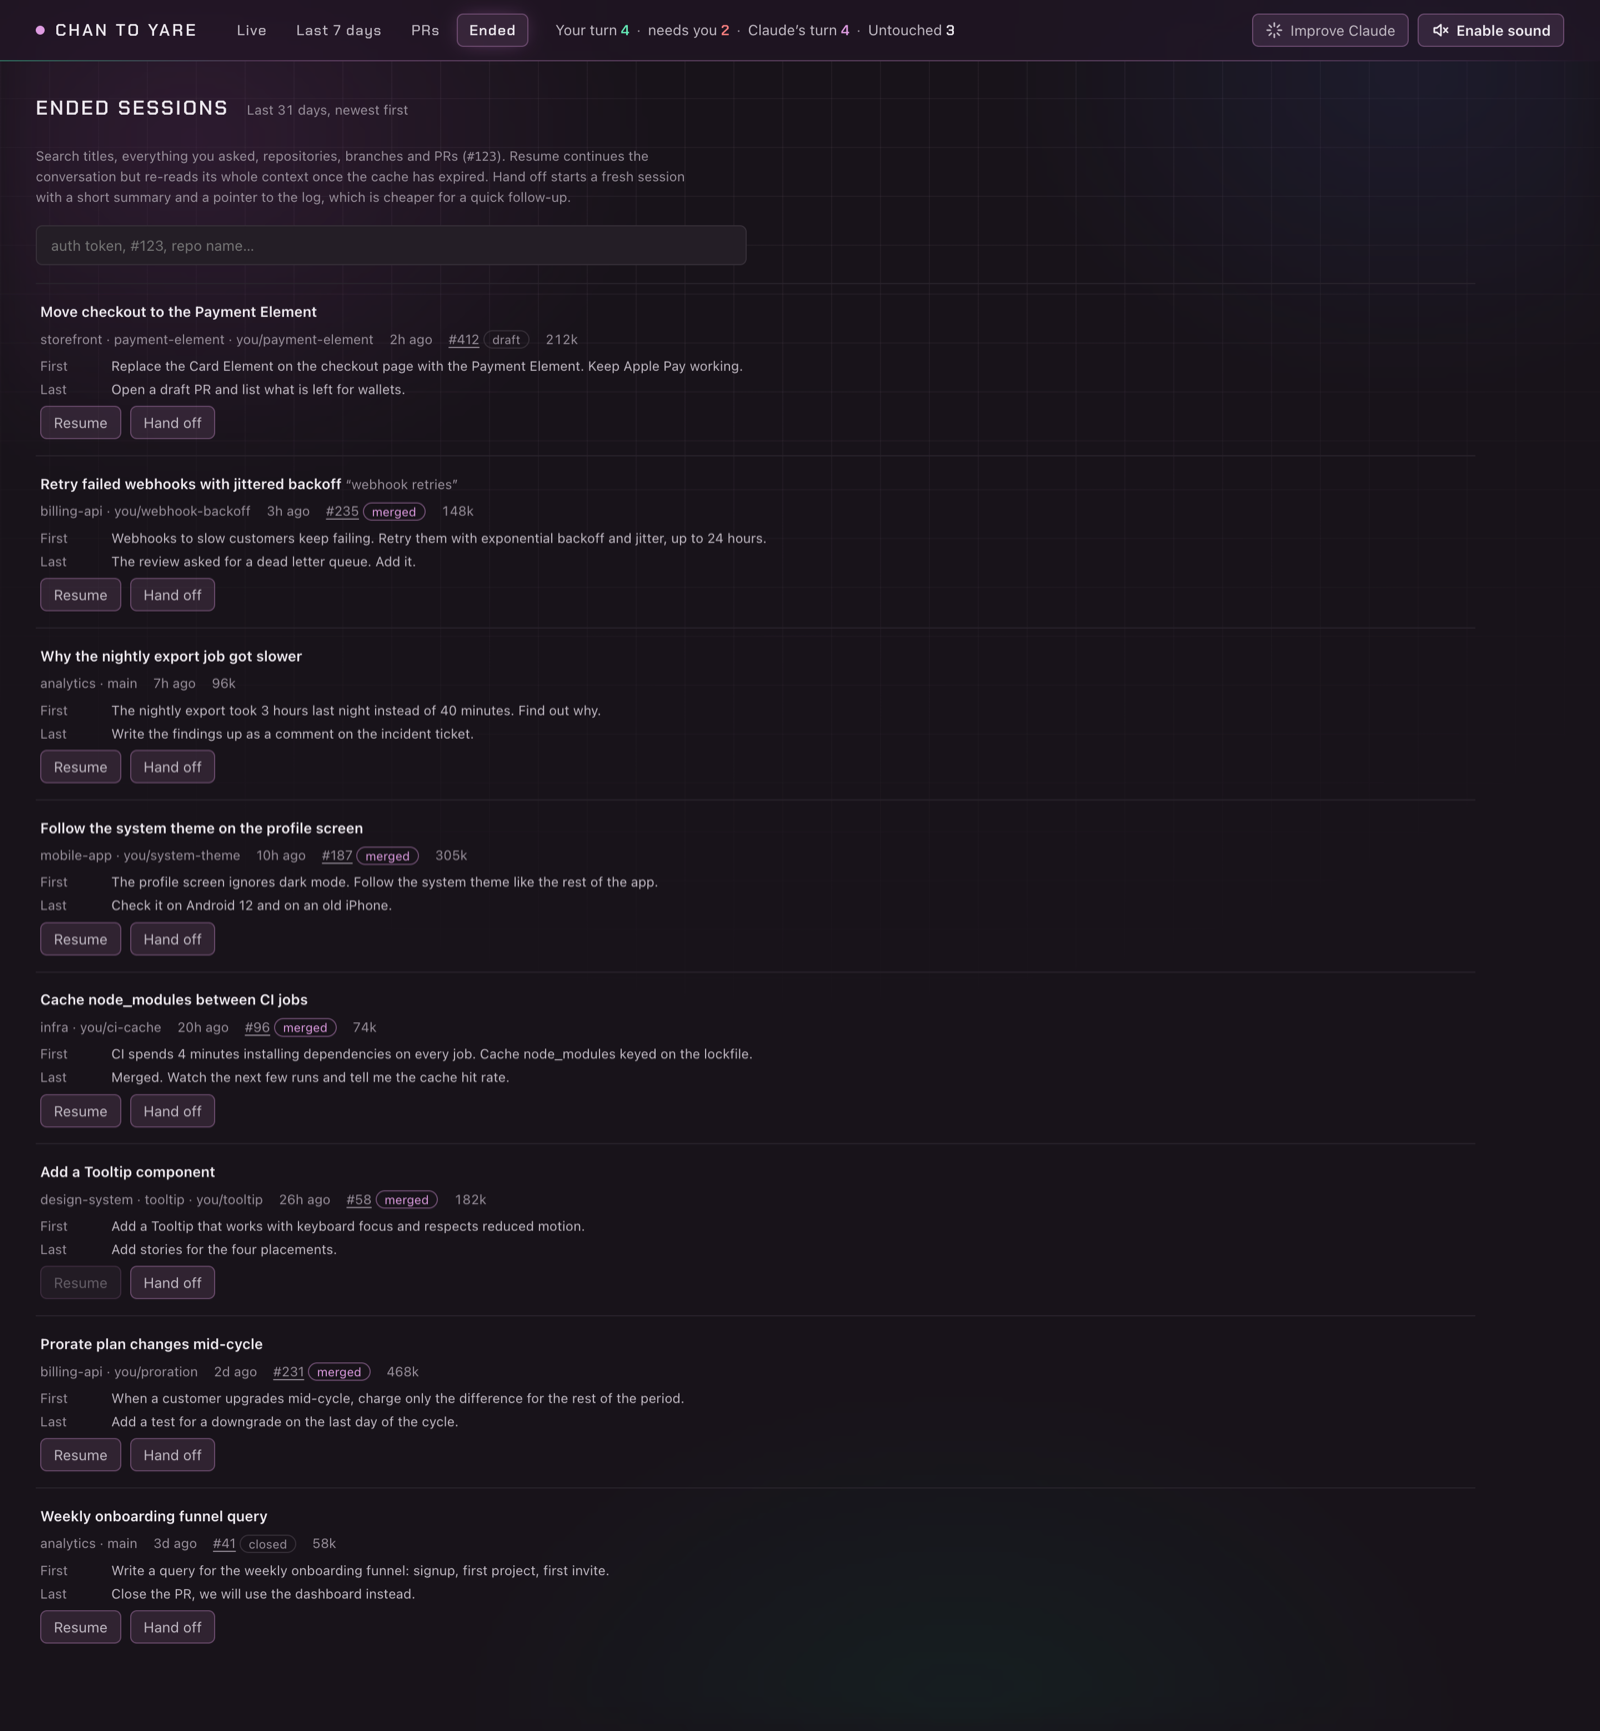 CHAN TO YARE
Live
Last 7 days
PRs
Ended
Your turn 4 · needs you 2 · Claude's turn 4 · Untouched 3
Improve Claude
Enable sound
ENDED SESSIONS
Last 31 days, newest first
Search titles, everything you asked, repositories, branches and PRs (#123). Resume continues the
conversation but re-reads its whole context once the cache has expired. Hand off starts a fresh session
with a short summary and a pointer to the log, which is cheaper for a quick follow-up.
auth token, #123, repo name…
Move checkout to the Payment Element
storefront · payment-element · you/payment-element 2h ago #412 draft 212k
First Replace the Card Element on the checkout page with the Payment Element. Keep Apple Pay working.
Last Open a draft PR and list what is left for wallets.
Resume Hand off
Retry failed webhooks with jittered backoff “webhook retries”
billing-api · you/webhook-backoff 3h ago #235 merged 148k
First Webhooks to slow customers keep failing. Retry them with exponential backoff and jitter, up to 24 hours.
Last The review asked for a dead letter queue. Add it.
Resume Hand off
Why the nightly export job got slower
analytics · main 7h ago 96k
First The nightly export took 3 hours last night instead of 40 minutes. Find out why.
Last Write the findings up as a comment on the incident ticket.
Resume Hand off
Follow the system theme on the profile screen
mobile-app · you/system-theme 10h ago #187 merged 305k
First The profile screen ignores dark mode. Follow the system theme like the rest of the app.
Last Check it on Android 12 and on an old iPhone.
Resume Hand off
Cache node_modules between CI jobs
infra · you/ci-cache 20h ago #96 merged 74k
First CI spends 4 minutes installing dependencies on every job. Cache node_modules keyed on the lockfile.
Last Merged. Watch the next few runs and tell me the cache hit rate.
Resume Hand off
Add a Tooltip component
design-system · tooltip · you/tooltip 26h ago #58 merged 182k
First Add a Tooltip that works with keyboard focus and respects reduced motion.
Last Add stories for the four placements.
Resume Hand off
Prorate plan changes mid-cycle
billing-api · you/proration 2d ago #231 merged 468k
First When a customer upgrades mid-cycle, charge only the difference for the rest of the period.
Last Add a test for a downgrade on the last day of the cycle.
Resume Hand off
Weekly onboarding funnel query
analytics · main 3d ago #41 closed 58k
First Write a query for the weekly onboarding funnel: signup, first project, first invite.
Last Close the PR, we will use the dashboard instead.
Resume Hand off